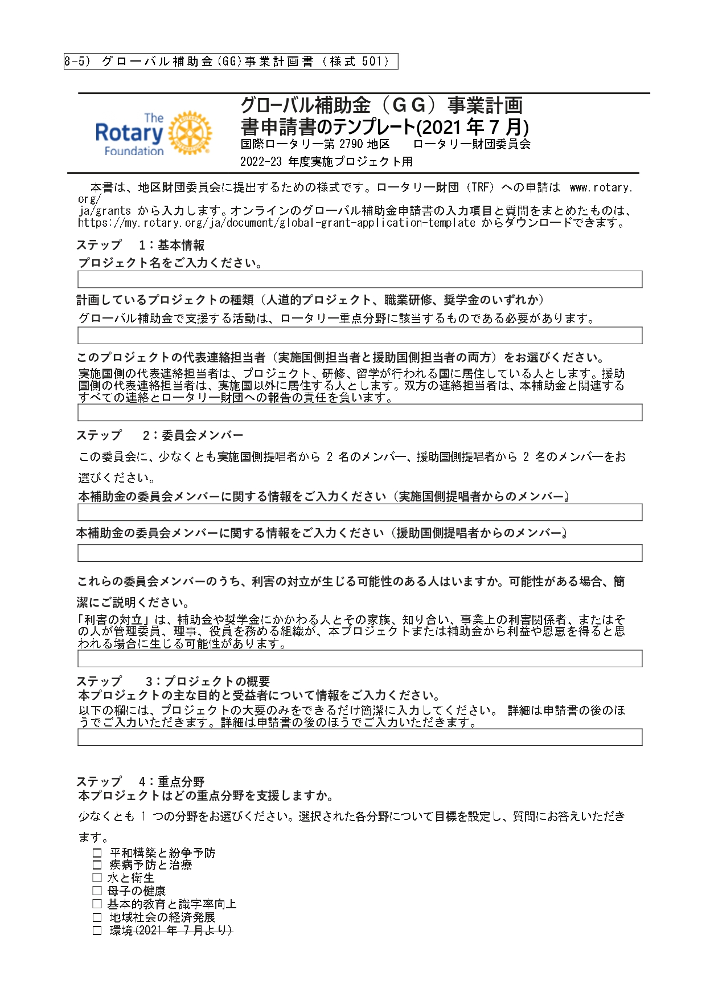 8-5) グローバル補助金(GG)事業計画書（様式 501）
The
Rotary
Foundation
グローバル補助金（ＧＧ）事業計画
書申請書のテンプレート(2021 年 7 月)
国際ロータリー第 2790 地区　ロータリー財団委員会
2022-23 年度実施プロジェクト用
本書は、地区財団委員会に提出するための様式です。ロータリー財団（TRF）への申請は www.rotary.
org/
ja/grants から入力します。オンラインのグローバル補助金申請書の入力項目と質問をまとめたものは、
https://my.rotary.org/ja/document/global-grant-application-template からダウンロードできます。
ステップ　1：基本情報
プロジェクト名をご入力ください。
計画しているプロジェクトの種類（人道的プロジェクト、職業研修、奨学金のいずれか）
グローバル補助金で支援する活動は、ロータリー重点分野に該当するものである必要があります。
このプロジェクトの代表連絡担当者（実施国側担当者と援助国側担当者の両方）をお選びください。
実施国側の代表連絡担当者は、プロジェクト、研修、留学が行われる国に居住している人とします。援助
国側の代表連絡担当者は、実施国以外に居住する人とします。双方の連絡担当者は、本補助金と関連する
すべての連絡とロータリー財団への報告の責任を負います。
ステップ　2：委員会メンバー
この委員会に、少なくとも実施国側提唱者から 2 名のメンバー、援助国側提唱者から 2 名のメンバーをお
選びください。
本補助金の委員会メンバーに関する情報をご入力ください（実施国側提唱者からのメンバー）
本補助金の委員会メンバーに関する情報をご入力ください（援助国側提唱者からのメンバー）
これらの委員会メンバーのうち、利害の対立が生じる可能性のある人はいますか。可能性がある場合、簡
潔にご説明ください。
「利害の対立」は、補助金や奨学金にかかわる人とその家族、知り合い、事業上の利害関係者、またはそ
の人が管理委員、理事、役員を務める組織が、本プロジェクトまたは補助金から利益や恩恵を得ると思
われる場合に生じる可能性があります。
ステップ　3：プロジェクトの概要
本プロジェクトの主な目的と受益者について情報をご入力ください。
以下の欄には、プロジェクトの大要のみをできるだけ簡潔に入力してください。 詳細は申請書の後のほ
うでご入力いただきます。詳細は申請書の後のほうでご入力いただきます。
ステップ　4：重点分野
本プロジェクトはどの重点分野を支援しますか。
少なくとも 1 つの分野をお選びください。選択された各分野について目標を設定し、質問にお答えいただき
ます。
□ 平和構築と紛争予防
□ 疾病予防と治療
□ 水と衛生
□ 母子の健康
□ 基本的教育と識字率向上
□ 地域社会の経済発展
□ 環境(2021 年 7 月より)